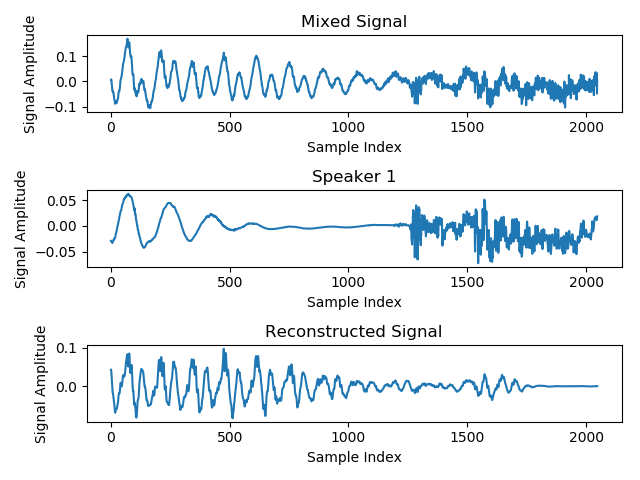 Mixed Signal
Signal Amplitude
0.1
0.0
−0.1
0 500 1000 1500 2000
Sample Index
Speaker 1
Signal Amplitude
0.05
0.00
−0.05
0 500 1000 1500 2000
Sample Index
Reconstructed Signal
Signal Amplitude
0.1
0.0
0 500 1000 1500 2000
Sample Index